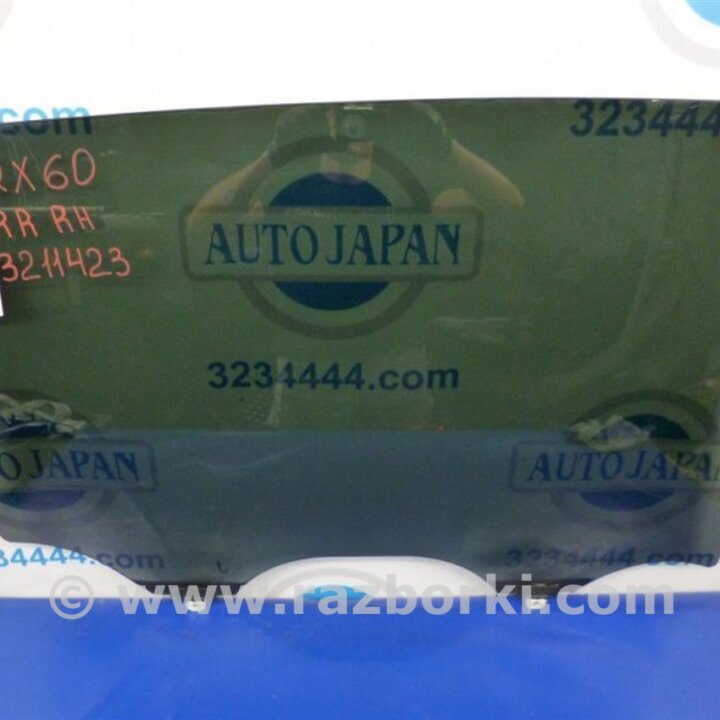 .com
3234444
X60
RR RH
3211423
AUTO JAPAN
3234444.com
AUTO JAPAN
AUTO JAPAN
34444.com
3234444.com
© www.razborki.com